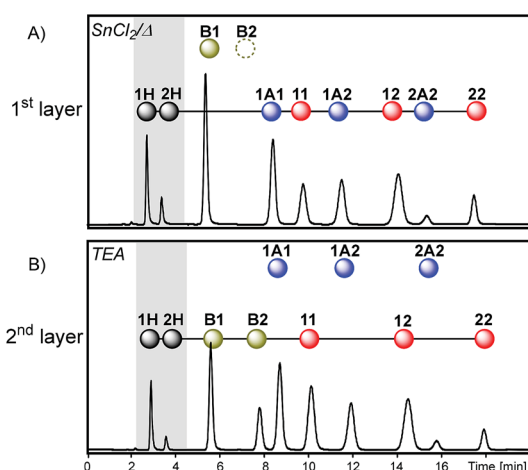 A) SnCl2/Δ B1 B2
1st layer
1H 2H 1A1 11 1A2 12 2A2 22
B) TEA 1A1 1A2 2A2
2nd layer
1H 2H B1 B2 11 12 22
0 2 4 6 8 10 12 14 16 Time [min]